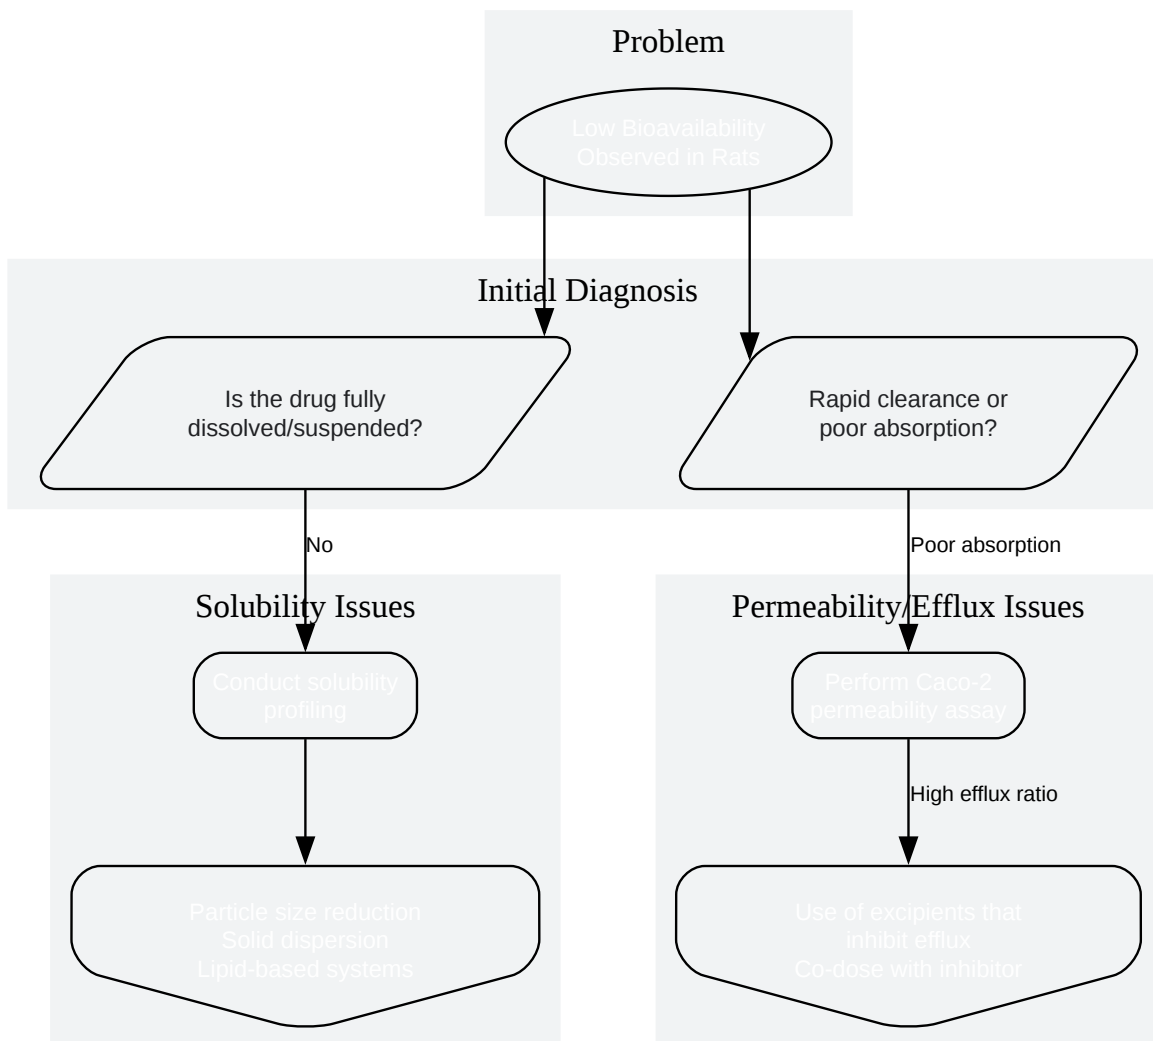 Problem
Low Bioavailability
Observed in Rats
Initial Diagnosis
Is the drug fully
dissolved/suspended?
Rapid clearance or
poor absorption?
No
Poor absorption
Solubility Issues
Permeability/Efflux Issues
Conduct solubility
profiling
Perform Caco-2
permeability assay
High efflux ratio
Particle size reduction
Solid dispersion
Lipid-based systems
Use of excipients that
inhibit efflux
Co-dose with inhibitor